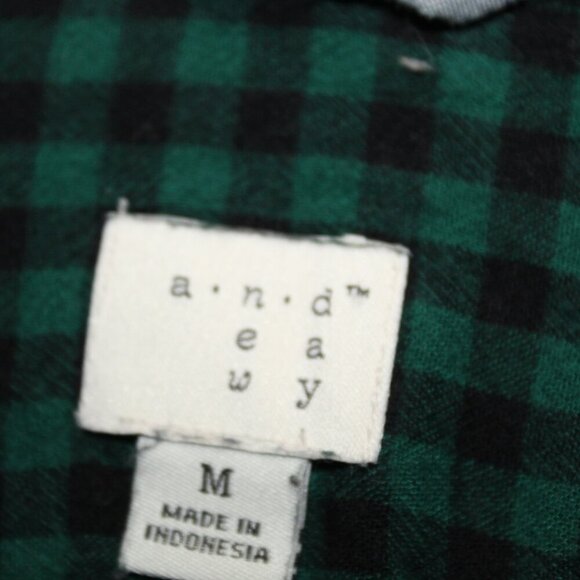 a·n·d™
e a
w y
M
MADE IN
INDONESIA